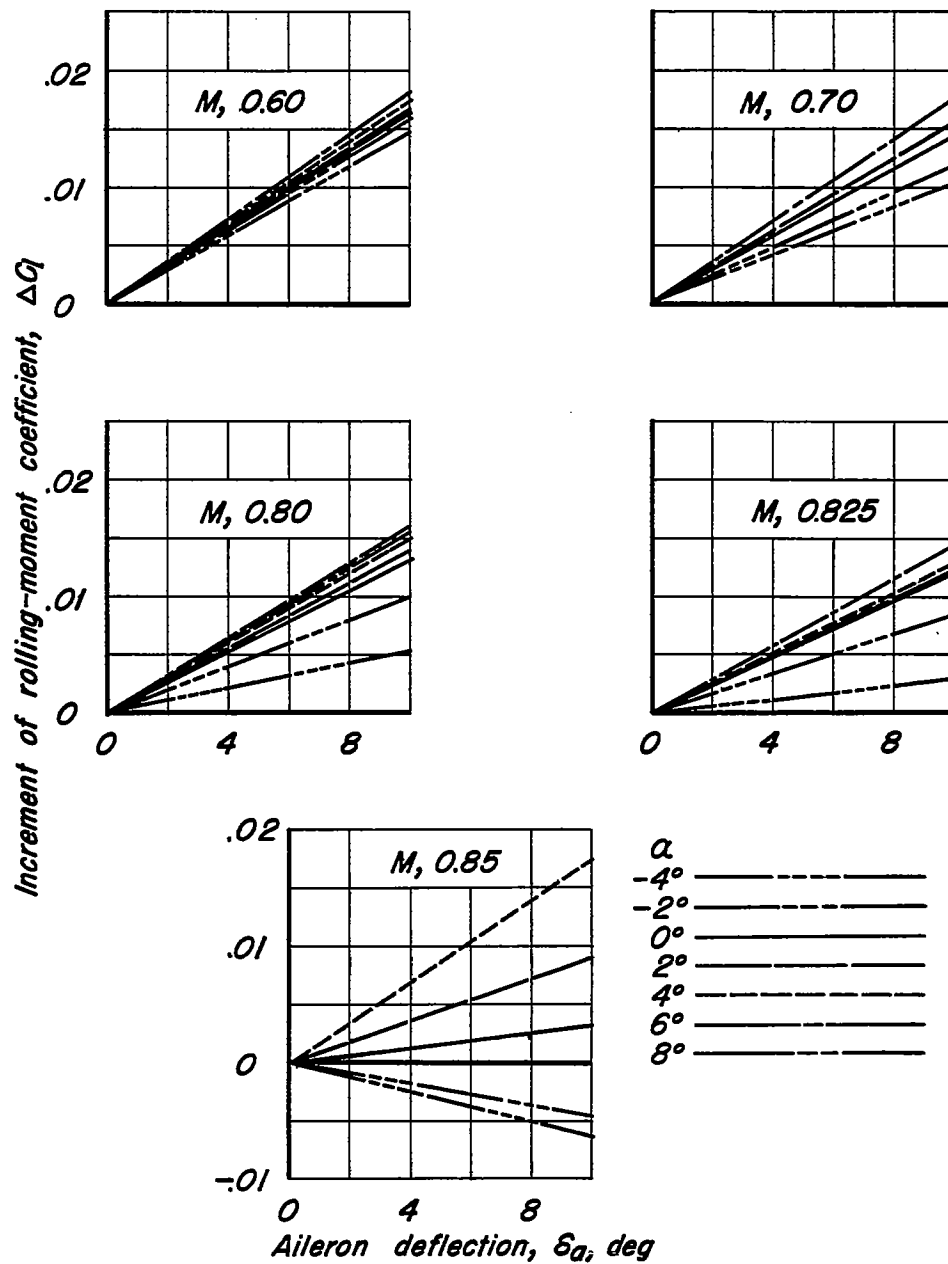 .02
M, 0.60
M, 0.70
.01
0
.02
M, 0.80
M, 0.825
.01
0
0 4 8
0 4 8
Increment of rolling-moment coefficient, ΔCl
.02
M, 0.85
.01
0
-.01
0 4 8
Aileron deflection, δa, deg
α
-4°
-2°
0°
2°
4°
6°
8°